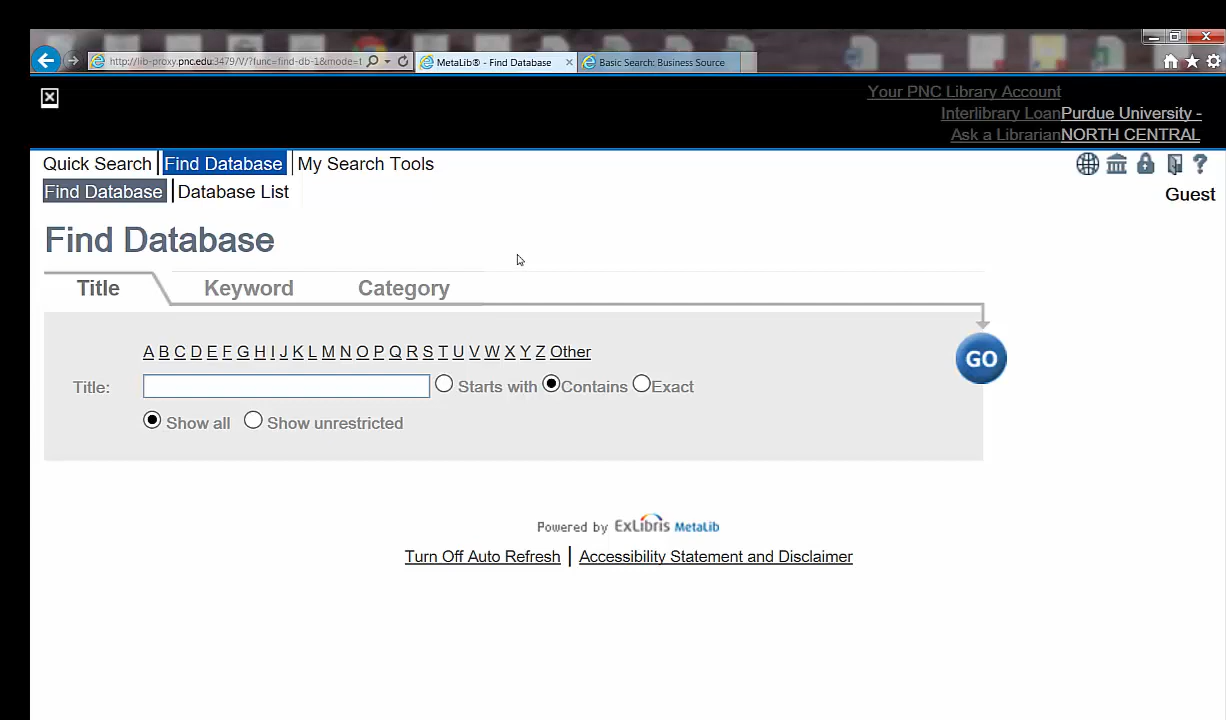 http://lib-proxy.pnc.edu:3479/V/?func=find-db-1&mode=t
MetaLib® - Find Database
Basic Search: Business Source
Your PNC Library Account
Interlibrary Loan Purdue University -
Ask a Librarian NORTH CENTRAL
Quick Search Find Database My Search Tools
Find Database Database List
Guest
Find Database
Title Keyword Category
A B C D E F G H I J K L M N O P Q R S T U V W X Y Z Other
GO
Title: Starts with Contains Exact
Show all Show unrestricted
Powered by ExLibris MetaLib
Turn Off Auto Refresh | Accessibility Statement and Disclaimer